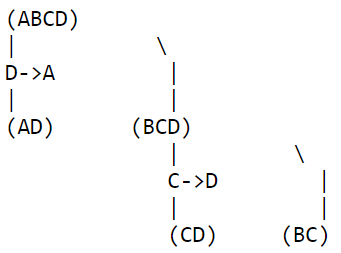 (ABCD)
|          \
D->A        |
|           |
(AD)    (BCD)
            |          \
           C->D         |
            |           |
           (CD)    (BC)